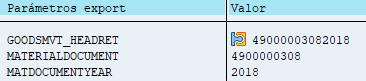 Parámetros export Valor
GOODSMVT_HEADRET 49000003082018
MATERIALDOCUMENT 4900000308
MATDOCUMENTYEAR 2018